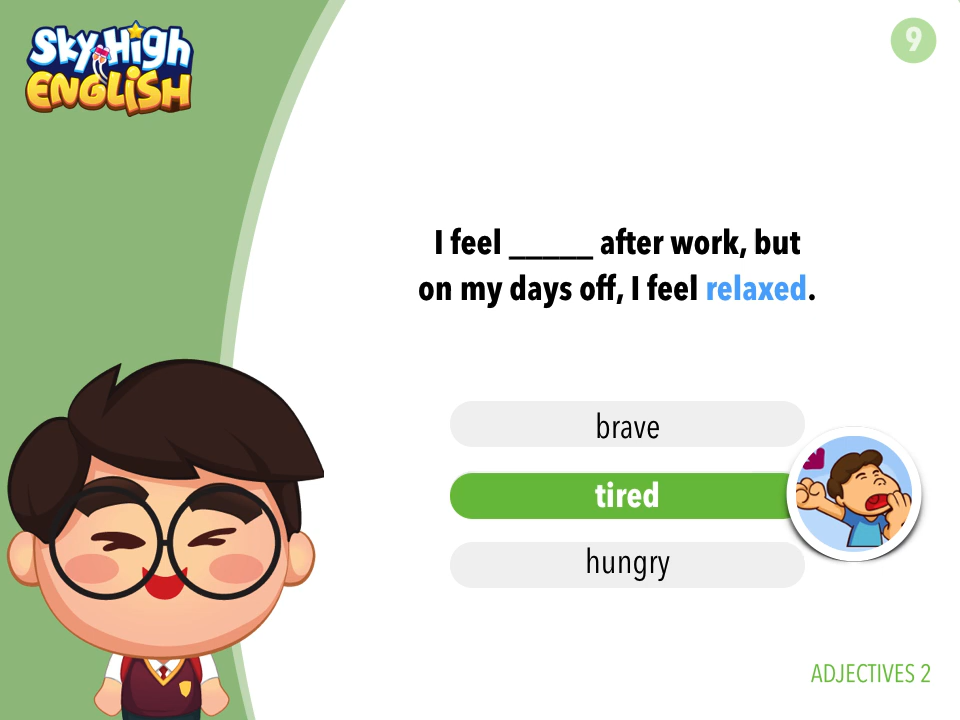 Sky High
ENGLISH
9
I feel _____ after work, but
on my days off, I feel relaxed.
brave
tired
hungry
ADJECTIVES 2